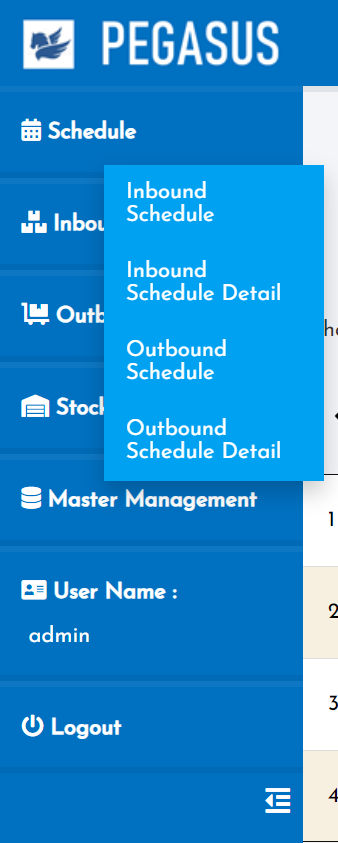 PEGASUS
Schedule
Inbound
Schedule
Inbound
Schedule Detail
Outbound
Schedule
Outbound
Schedule Detail
Master Management
User Name :
admin
Logout
1
2
3
4